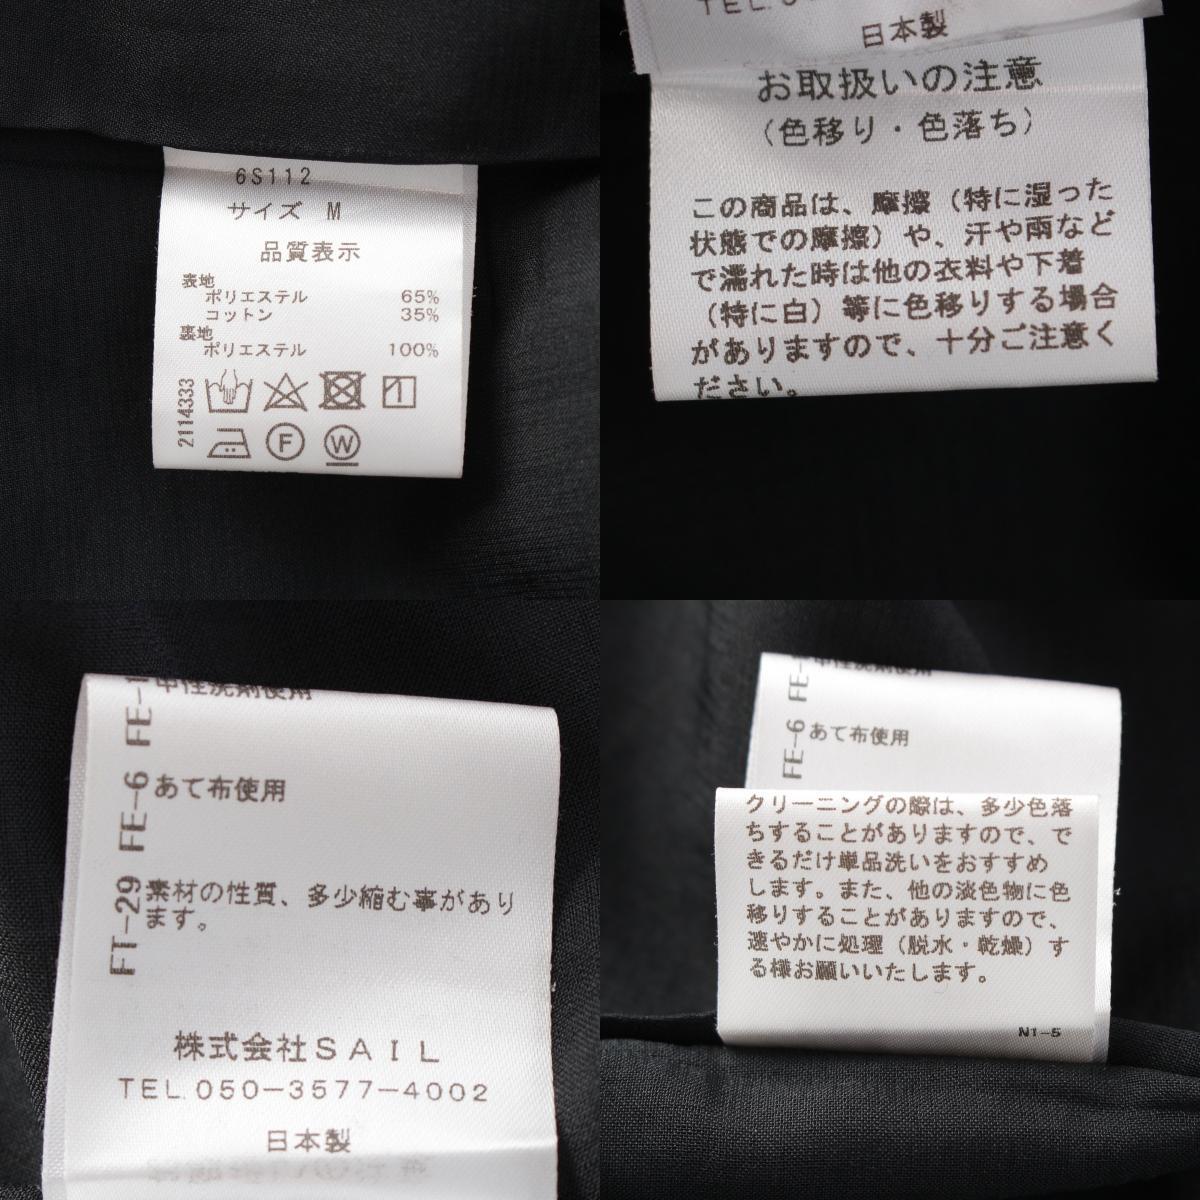 6S112
サイズ M
品質表示
表地
ポリエステル 65%
コットン 35%
裏地
ポリエステル 100%
2114333
F
W
日本製
お取扱いの注意
(色移り・色落ち)
この商品は、摩擦(特に湿った
状態での摩擦)や、汗や雨など
で濡れた時は他の衣料や下着
(特に白)等に色移りする場合
がありますので、十分ご注意く
ださい。
中性洗剤使用
FE-6 あて布使用
FT-29 素材の性質、多少縮む事があり
ます。
株式会社SAIL
TEL.050-3577-4002
日本製
FE-6 あて布使用
クリーニングの際は、多少色落
ちすることがありますので、で
きるだけ単品洗いをおすすめ
します。また、他の淡色物に色
移りすることがありますので、
速やかに処理(脱水・乾燥)す
る様お願いいたします。
N1-5